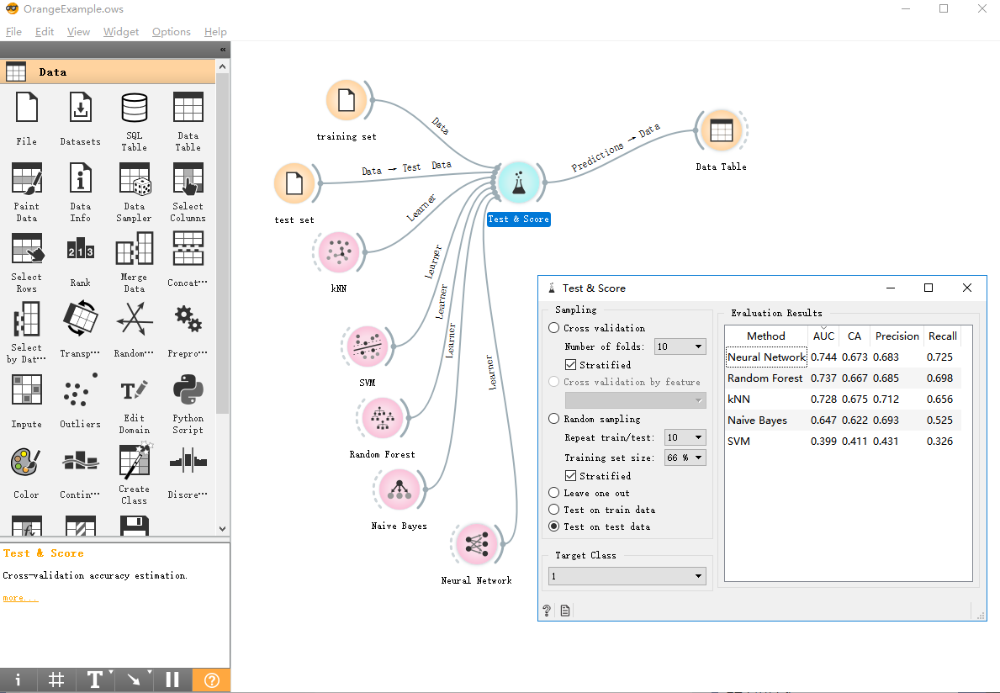 OrangeExample.ows
File Edit View Widget Options Help
«
Data
File Datasets SQL Table Data Table
Paint Data Data Info Data Sampler Select Columns
Select Rows Rank Merge Data Concat…
Select by Dat… Transp… Random… Prepro…
Impute Outliers Edit Domain Python Script
Color Contin… Create Class Discre…
Test & Score
Cross-validation accuracy estimation.
more...
training set
test set
kNN
SVM
Random Forest
Naive Bayes
Neural Network
Data
Data → Test Data
Learner
Learner
Learner
Learner
Learner
Test & Score
Predictions → Data
Data Table
Test & Score
Sampling
Cross validation
Number of folds: 10
Stratified
Cross validation by feature
Random sampling
Repeat train/test: 10
Training set size: 66 %
Stratified
Leave one out
Test on train data
Test on test data
Target Class
1
Evaluation Results
Method AUC CA Precision Recall
Neural Network 0.744 0.673 0.683 0.725
Random Forest 0.737 0.667 0.685 0.698
kNN 0.728 0.675 0.712 0.656
Naive Bayes 0.647 0.622 0.693 0.525
SVM 0.399 0.411 0.431 0.326